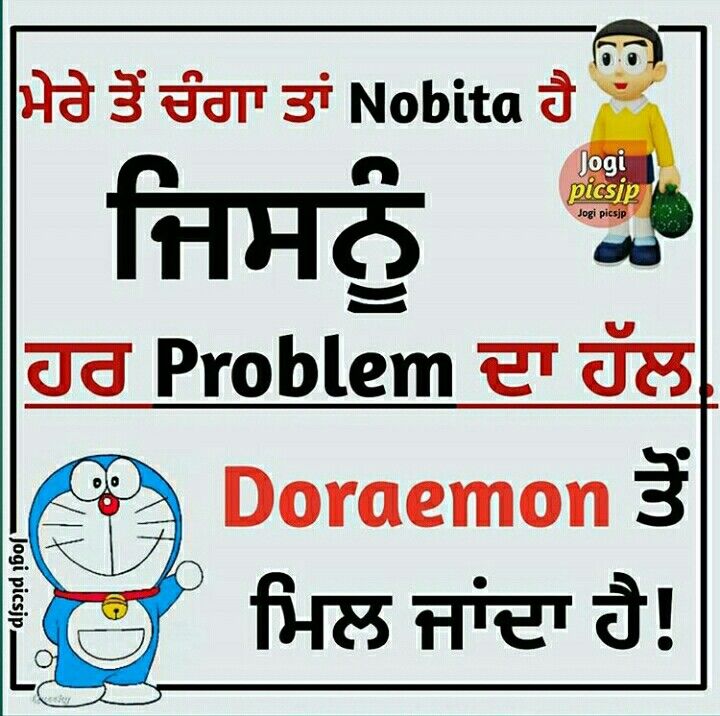 ਮੇਰੇ ਤੋਂ ਚੰਗਾ ਤਾਂ Nobita ਹੈ
Jogi
picsjp
Jogi picsjp
ਜਿਸਨੂੰ
ਹਰ Problem ਦਾ ਹੱਲ.
Doraemon ਤੋਂ
ਮਿਲ ਜਾਂਦਾ ਹੈ!
Jogi picsjp